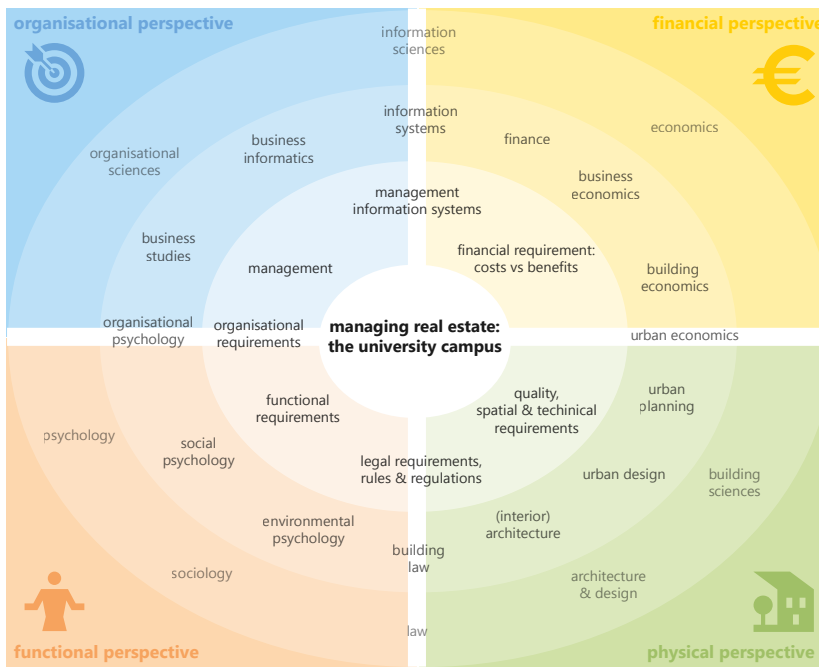 organisational perspective
financial perspective
information
sciences
information
systems
economics
finance
business
informatics
organisational
sciences
business
economics
management
information systems
business
studies
financial requirement:
costs vs benefits
management
building
economics
organisational
psychology
organisational
requirements
managing real estate:
the university campus
urban economics
functional
requirements
quality,
spatial & techinical
requirements
urban
planning
psychology
social
psychology
legal requirements,
rules & regulations
urban design
building
sciences
environmental
psychology
(interior)
architecture
building
law
sociology
architecture
& design
law
functional perspective
physical perspective